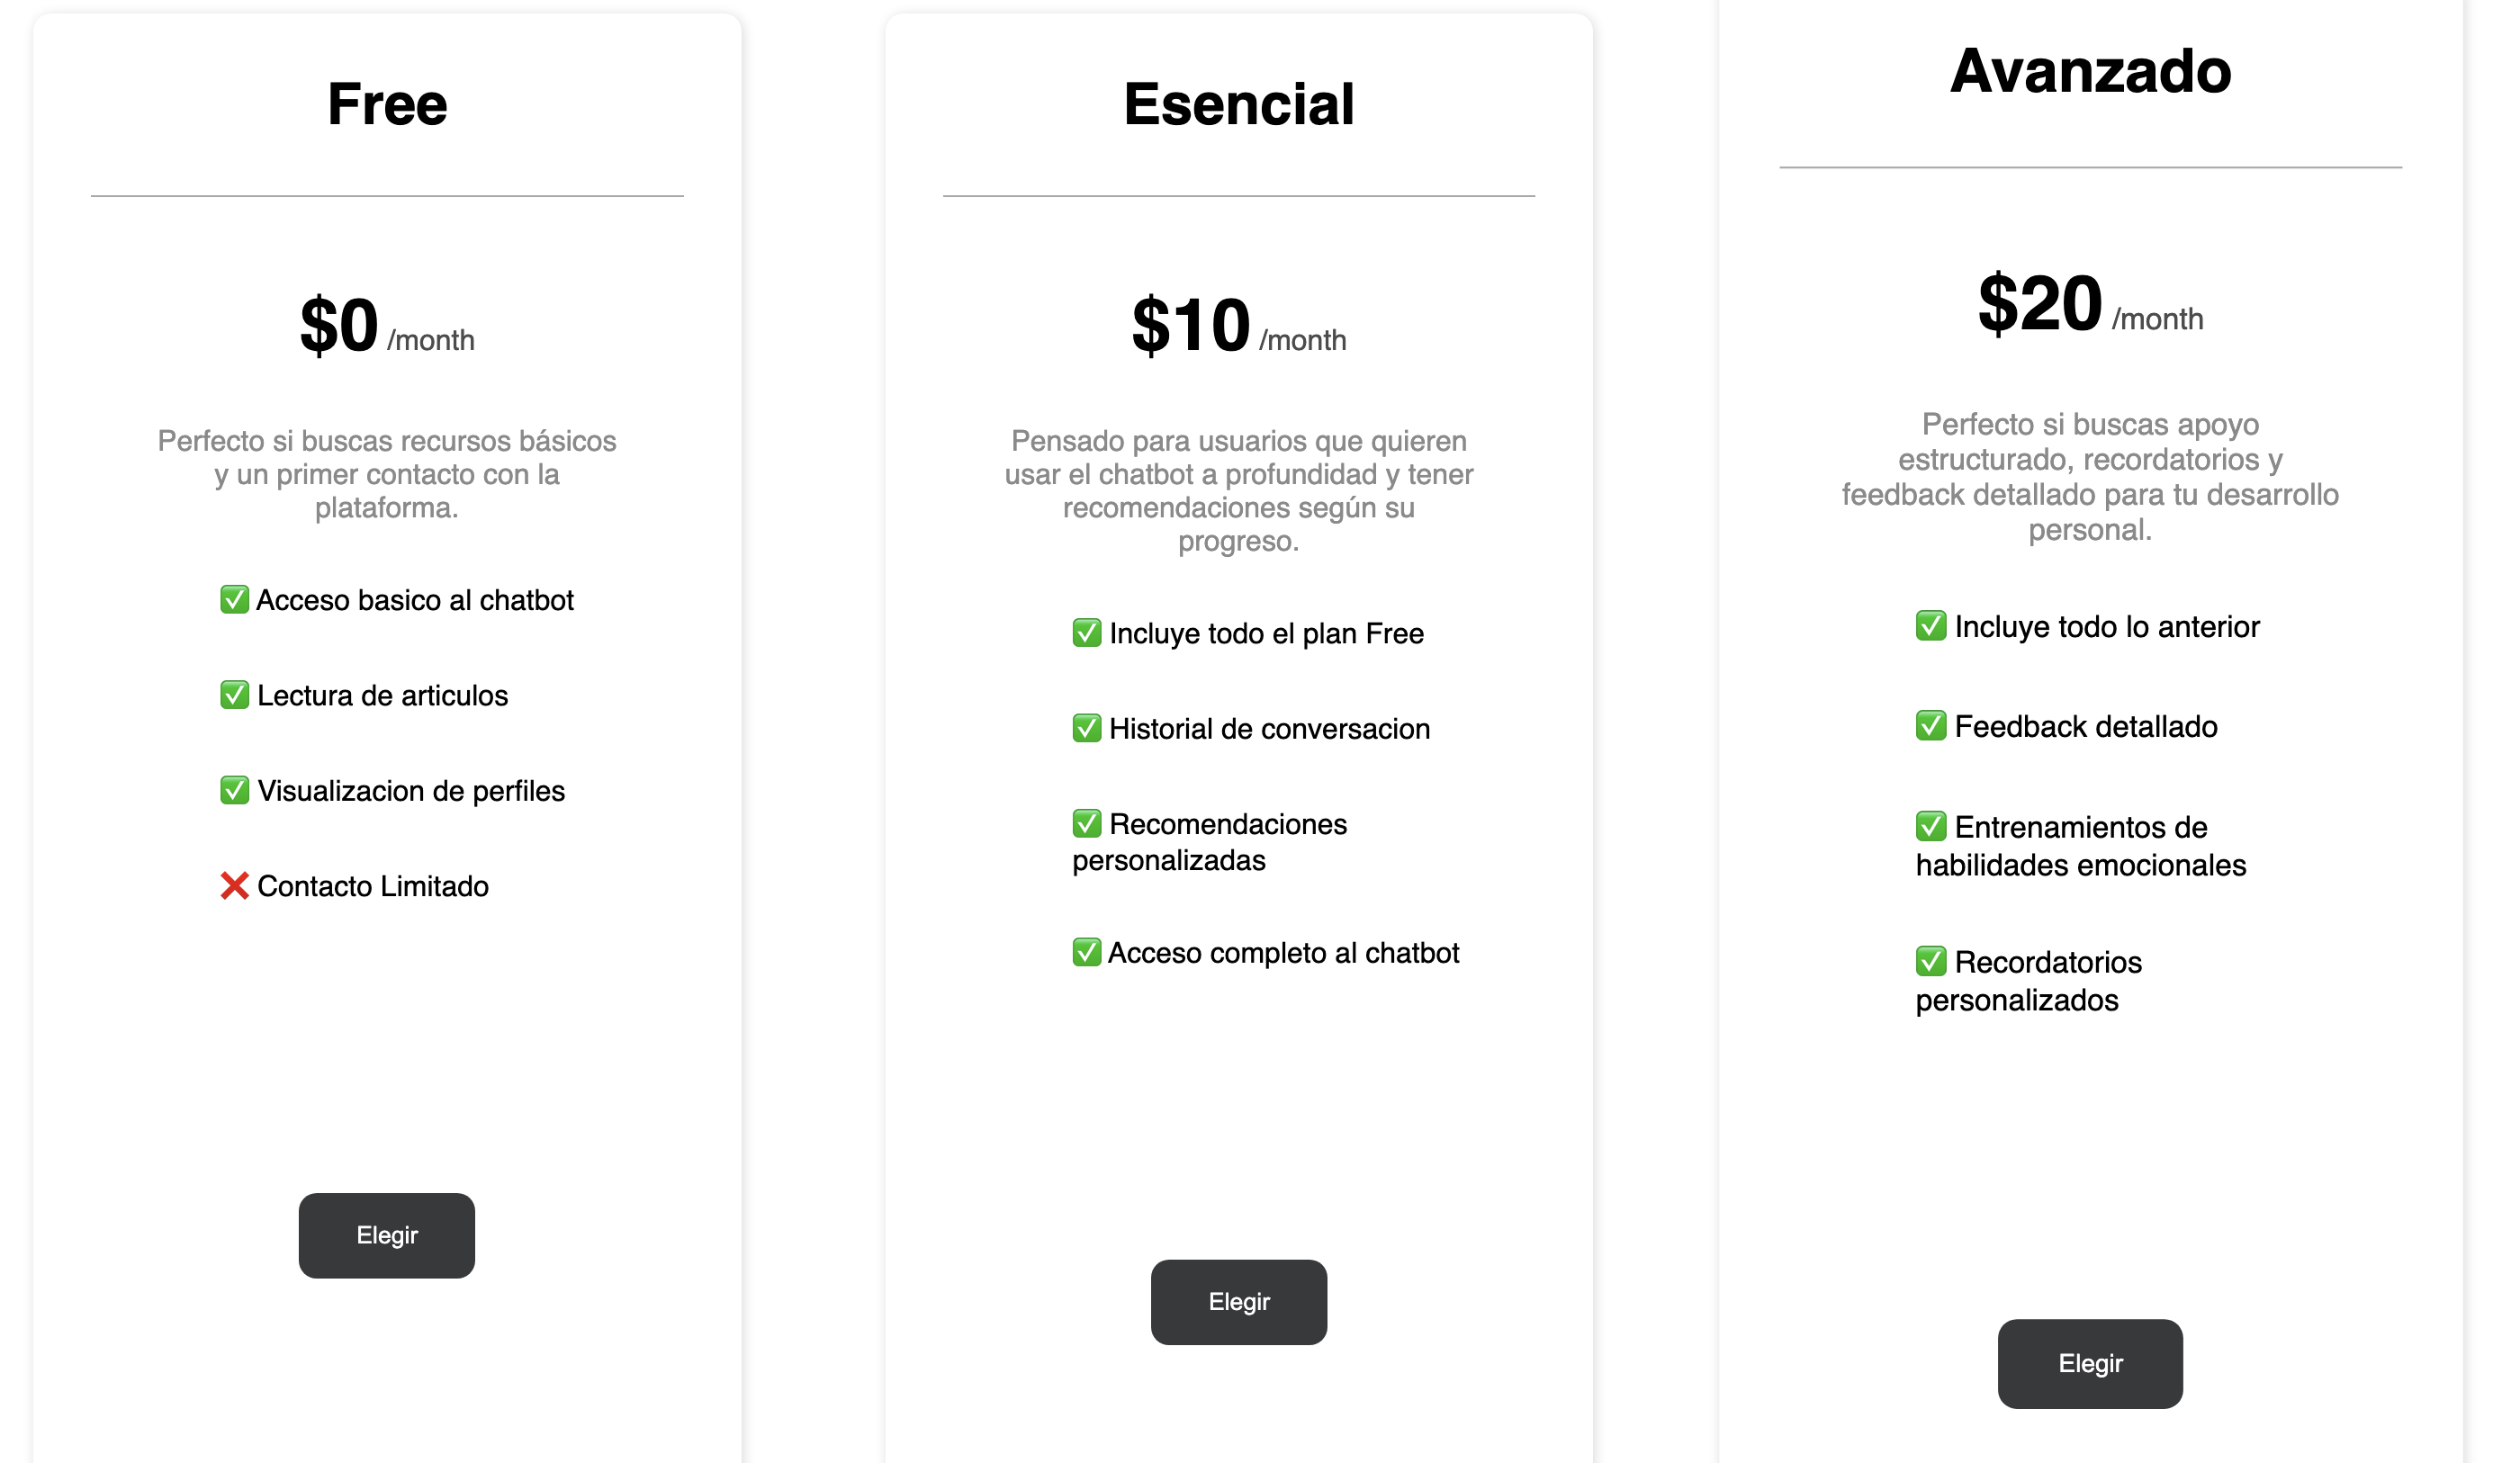 Free
$0 /month
Perfecto si buscas recursos básicos
y un primer contacto con la
plataforma.
✅ Acceso basico al chatbot
✅ Lectura de articulos
✅ Visualizacion de perfiles
❌ Contacto Limitado
Elegir
Esencial
$10 /month
Pensado para usuarios que quieren
usar el chatbot a profundidad y tener
recomendaciones según su
progreso.
✅ Incluye todo el plan Free
✅ Historial de conversacion
✅ Recomendaciones
personalizadas
✅ Acceso completo al chatbot
Elegir
Avanzado
$20 /month
Perfecto si buscas apoyo
estructurado, recordatorios y
feedback detallado para tu desarrollo
personal.
✅ Incluye todo lo anterior
✅ Feedback detallado
✅ Entrenamientos de
habilidades emocionales
✅ Recordatorios
personalizados
Elegir